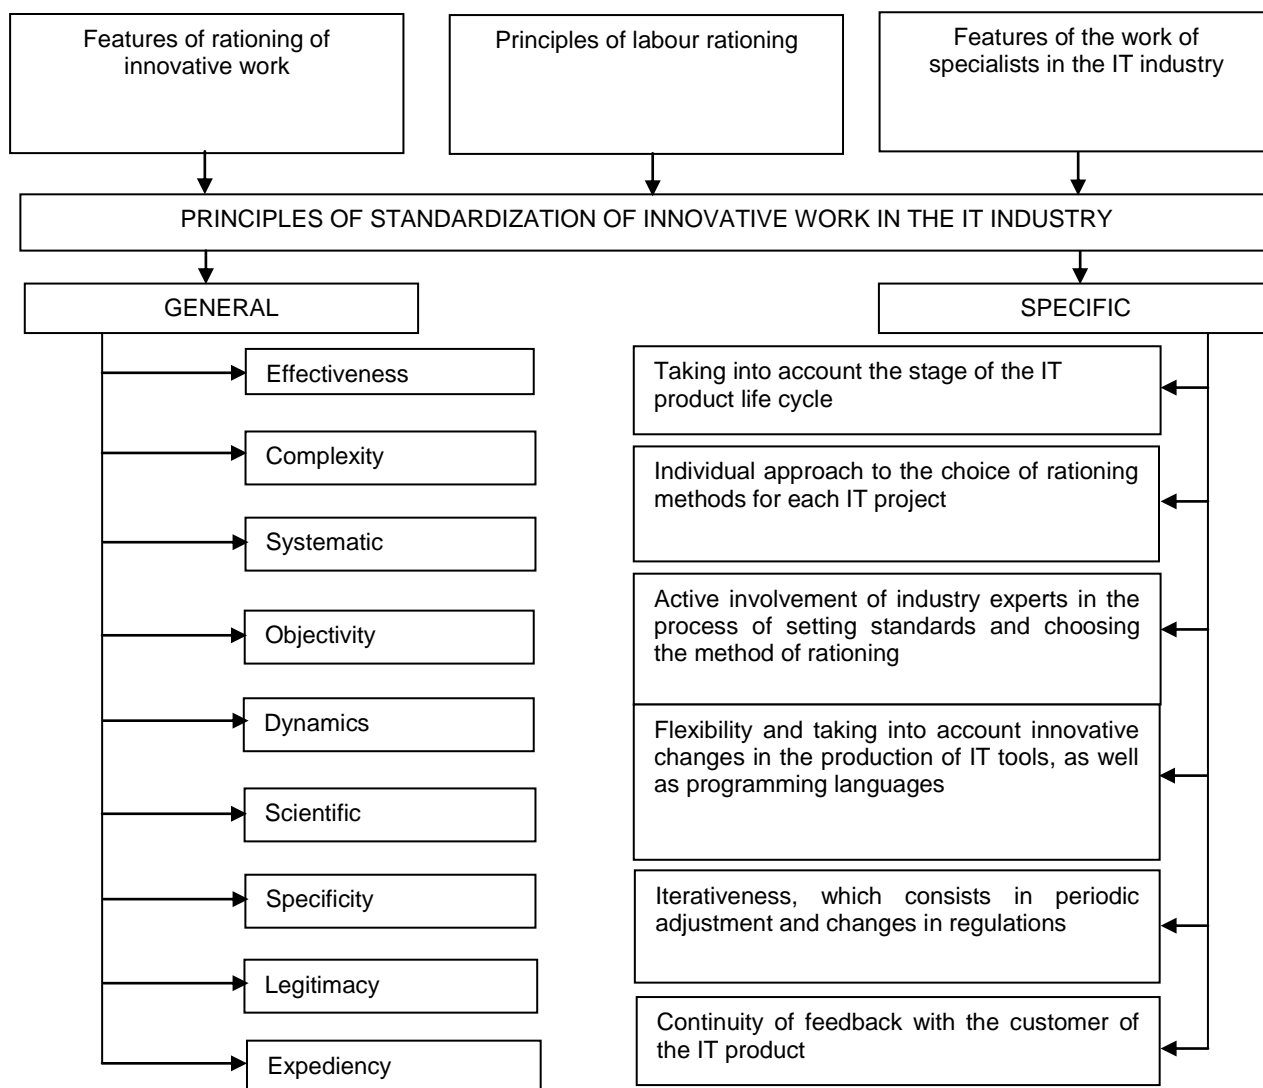 Features of rationing of
innovative work
Principles of labour rationing
Features of the work of
specialists in the IT industry
PRINCIPLES OF STANDARDIZATION OF INNOVATIVE WORK IN THE IT INDUSTRY
GENERAL
Effectiveness
Complexity
Systematic
Objectivity
Dynamics
Scientific
Specificity
Legitimacy
Expediency
SPECIFIC
Taking into account the stage of the IT
product life cycle
Individual approach to the choice of rationing
methods for each IT project
Active involvement of industry experts in the
process of setting standards and choosing
the method of rationing
Flexibility and taking into account innovative
changes in the production of IT tools, as well
as programming languages
Iterativeness, which consists in periodic
adjustment and changes in regulations
Continuity of feedback with the customer of
the IT product